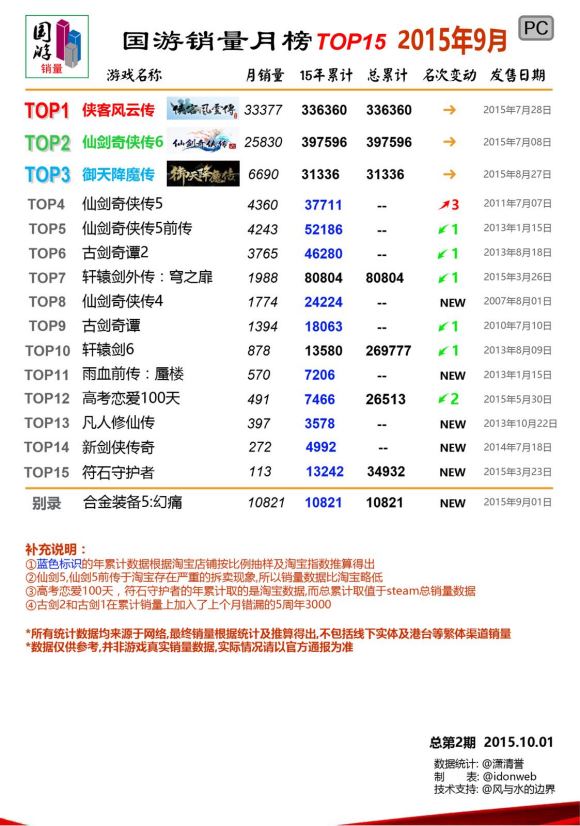 国游
销量
国游销量月榜TOP15 2015年9月 PC
游戏名称 月销量 15年累计 总累计 名次变动 发售日期
TOP1 侠客风云传 侠客风云传 33377 336360 336360 → 2015年7月28日
TOP2 仙剑奇侠传6 仙剑奇侠传 25830 397596 397596 → 2015年7月08日
TOP3 御天降魔传 御天降魔传 6690 31336 31336 → 2015年8月27日
TOP4 仙剑奇侠传5 4360 37711 -- ↗3 2011年7月07日
TOP5 仙剑奇侠传5前传 4243 52186 -- ↙1 2013年1月15日
TOP6 古剑奇谭2 3765 46280 -- ↙1 2013年8月18日
TOP7 轩辕剑外传：穹之扉 1988 80804 80804 ↙1 2015年3月26日
TOP8 仙剑奇侠传4 1774 24224 -- NEW 2007年8月01日
TOP9 古剑奇谭 1394 18063 -- ↙1 2010年7月10日
TOP10 轩辕剑6 878 13580 269777 ↙1 2013年8月09日
TOP11 雨血前传：蜃楼 570 7206 -- NEW 2013年1月15日
TOP12 高考恋爱100天 491 7466 26513 ↙2 2015年5月30日
TOP13 凡人修仙传 397 3578 -- NEW 2013年10月22日
TOP14 新剑侠传奇 272 4992 -- NEW 2014年7月18日
TOP15 符石守护者 113 13242 34932 NEW 2015年3月23日
别录 合金装备5:幻痛 10821 10821 10821 NEW 2015年9月01日
补充说明：
①蓝色标识的年累计数据根据淘宝店铺按比例抽样及淘宝指数推算得出
②仙剑5,仙剑5前传于淘宝存在严重的拆卖现象,所以销量数据比淘宝略低
③高考恋爱100天，符石守护者的年累计取的是淘宝数据,而总累计取值于steam总销量数据
④古剑2和古剑1在累计销量上加入了上个月错漏的5周年3000
*所有统计数据均来源于网络,最终销量根据统计及推算得出,不包括线下实体及港台等繁体渠道销量
*数据仅供参考,并非游戏真实销量数据,实际情况请以官方通报为准
总第2期 2015.10.01
数据统计: @潇清誉
制 表: @idonweb
技术支持: @风与水的边界